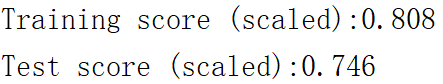 Training score (scaled):0.808
Test score (scaled):0.746